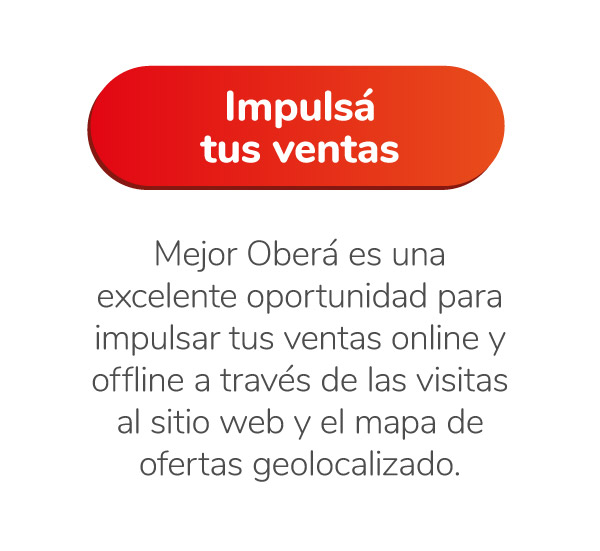 Impulsá
tus ventas
Mejor Oberá es una
excelente oportunidad para
impulsar tus ventas online y
offline a través de las visitas
al sitio web y el mapa de
ofertas geolocalizado.